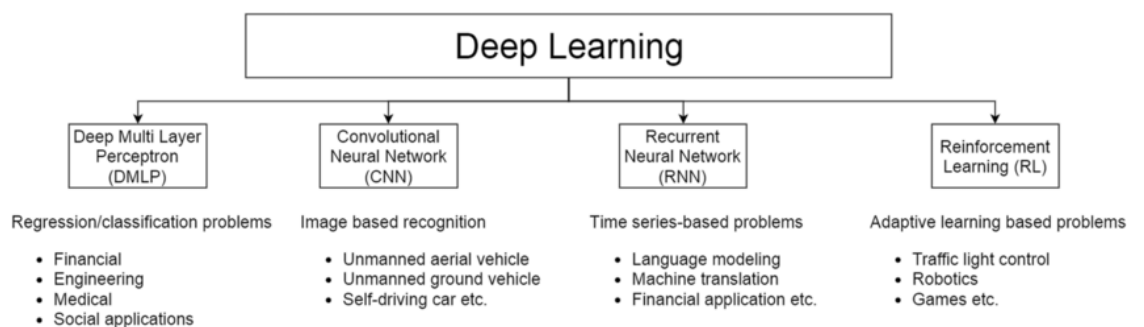 Deep Learning
Deep Multi Layer
Perceptron
(DMLP)
Convolutional
Neural Network
(CNN)
Recurrent
Neural Network
(RNN)
Reinforcement
Learning (RL)
Regression/classification problems
• Financial
• Engineering
• Medical
• Social applications
Image based recognition
• Unmanned aerial vehicle
• Unmanned ground vehicle
• Self-driving car etc.
Time series-based problems
• Language modeling
• Machine translation
• Financial application etc.
Adaptive learning based problems
• Traffic light control
• Robotics
• Games etc.